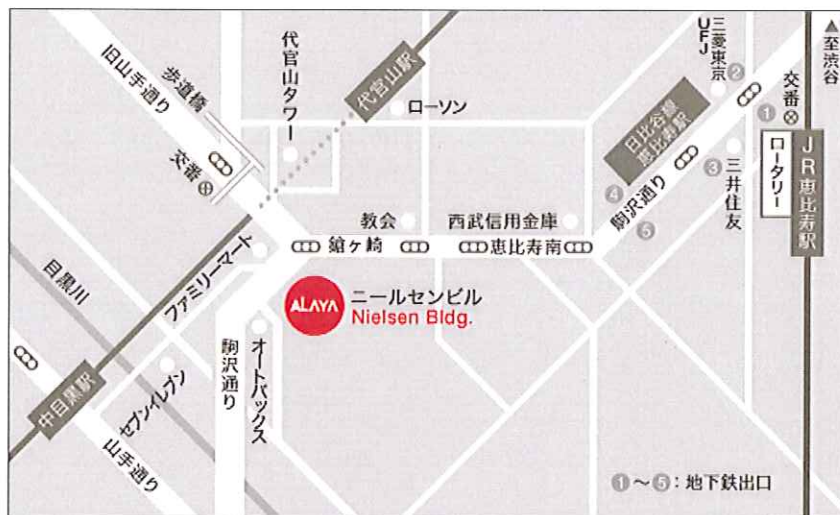 旧山手通り
歩道橋
交番
代官山タワー
代官山駅
ローソン
三菱東京
UFJ
②
交番
①
▲至渋谷
日比谷線
恵比寿駅
ロータリー
JR恵比寿駅
③
三井住友
④
駒沢通り
⑤
教会
西武信用金庫
鎗ヶ崎
恵比寿南
ファミリーマート
目黒川
ALAYA
ニールセンビル
Nielsen Bldg.
中目黒駅
セブンイレブン
駒沢通り
オートバックス
山手通り
①～⑤：地下鉄出口